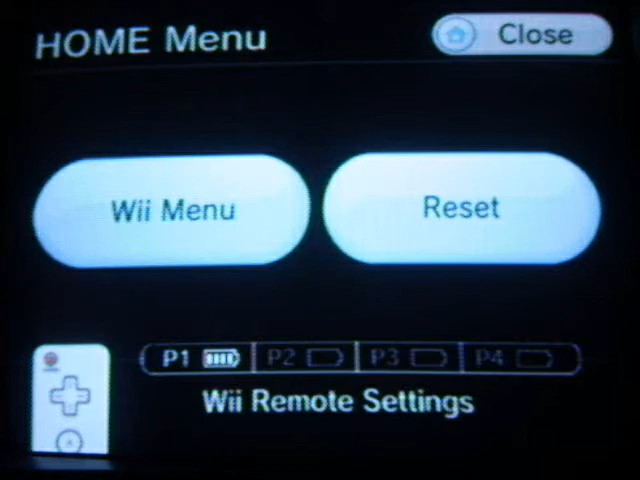 HOME Menu
Close
Wii Menu
Reset
P1 P2 P3 P4
Wii Remote Settings